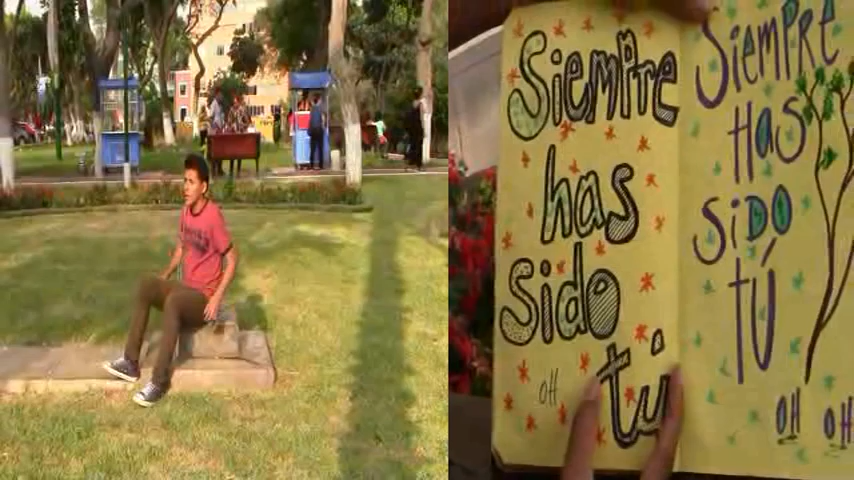 Siempre
has
Sido
tú
OH
Siempre
HAS
SiDO
tÚ
OH OH